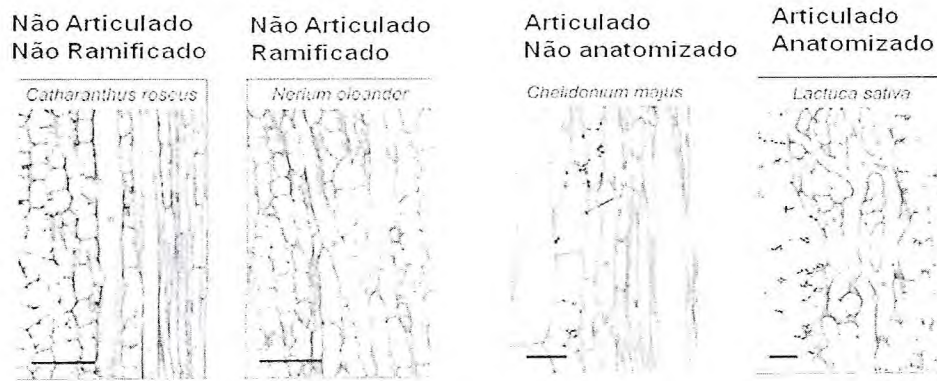 Não Articulado
Não Ramificado
Não Articulado
Ramificado
Articulado
Não anatomizado
Articulado
Anatomizado
Catharanthus roseus
Nerium oleander
Chelidonium majus
Lactuca sativa